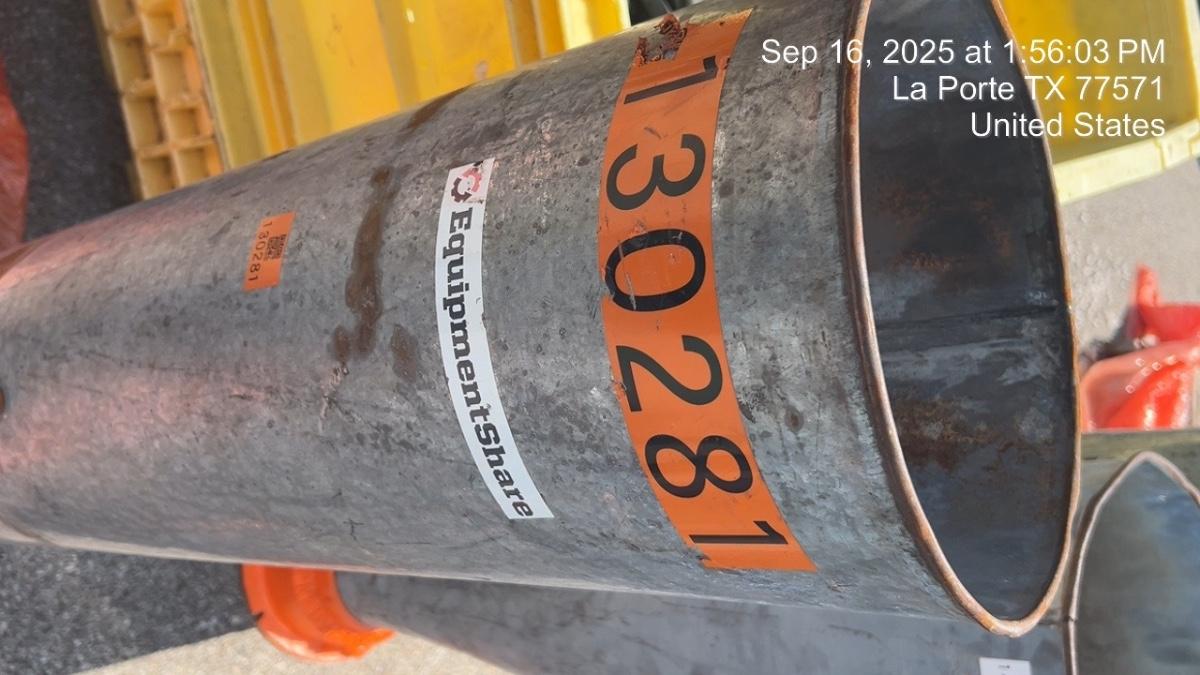 Sep 16, 2025 at 1:56:03 PM
La Porte TX 77571
United States
130281
EquipmentShare
130281